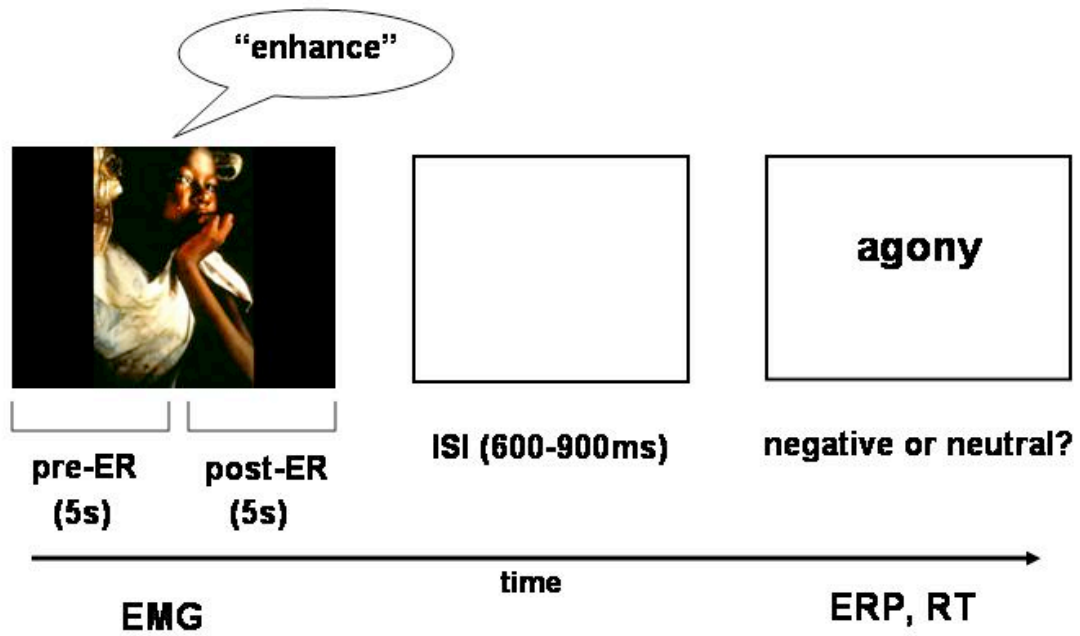 “enhance”
agony
pre-ER
(5s)
post-ER
(5s)
ISI (600-900ms)
negative or neutral?
time
EMG
ERP, RT